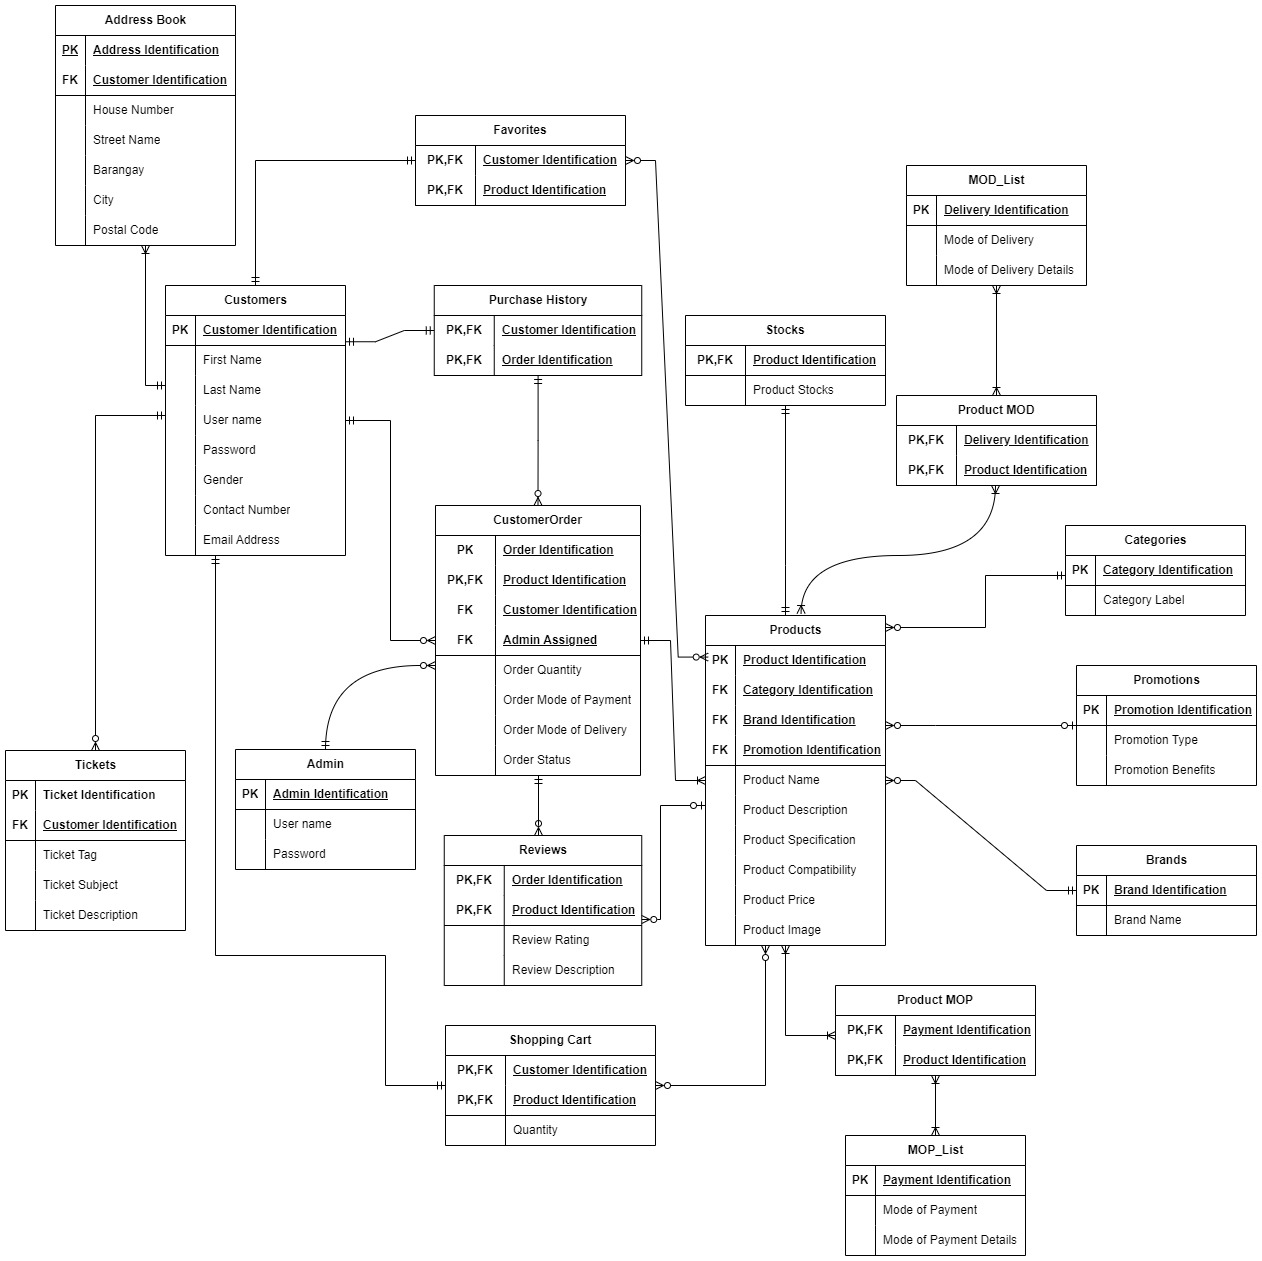 Address Book
PK Address Identification
FK Customer Identification
House Number
Street Name
Barangay
City
Postal Code
Favorites
PK,FK Customer Identification
PK,FK Product Identification
MOD_List
PK Delivery Identification
Mode of Delivery
Mode of Delivery Details
Customers
PK Customer Identification
First Name
Last Name
User name
Password
Gender
Contact Number
Email Address
Purchase History
PK,FK Customer Identification
PK,FK Order Identification
Stocks
PK,FK Product Identification
Product Stocks
Product MOD
PK,FK Delivery Identification
PK,FK Product Identification
CustomerOrder
PK Order Identification
PK,FK Product Identification
FK Customer Identification
FK Admin Assigned
Order Quantity
Order Mode of Payment
Order Mode of Delivery
Order Status
Categories
PK Category Identification
Category Label
Products
PK Product Identification
FK Category Identification
FK Brand Identification
FK Promotion Identification
Product Name
Product Description
Product Specification
Product Compatibility
Product Price
Product Image
Promotions
PK Promotion Identification
Promotion Type
Promotion Benefits
Tickets
PK Ticket Identification
FK Customer Identification
Ticket Tag
Ticket Subject
Ticket Description
Admin
PK Admin Identification
User name
Password
Reviews
PK,FK Order Identification
PK,FK Product Identification
Review Rating
Review Description
Brands
PK Brand Identification
Brand Name
Shopping Cart
PK,FK Customer Identification
PK,FK Product Identification
Quantity
Product MOP
PK,FK Payment Identification
PK,FK Product Identification
MOP_List
PK Payment Identification
Mode of Payment
Mode of Payment Details